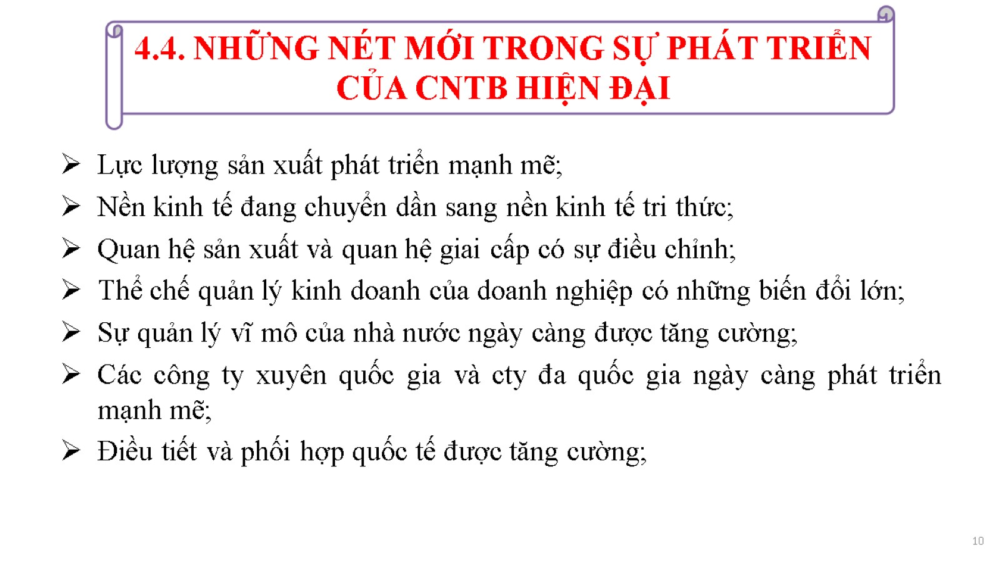 4.4. NHỮNG NÉT MỚI TRONG SỰ PHÁT TRIỂN
CỦA CNTB HIỆN ĐẠI
➢ Lực lượng sản xuất phát triển mạnh mẽ;
➢ Nền kinh tế đang chuyển dần sang nền kinh tế tri thức;
➢ Quan hệ sản xuất và quan hệ giai cấp có sự điều chỉnh;
➢ Thể chế quản lý kinh doanh của doanh nghiệp có những biến đổi lớn;
➢ Sự quản lý vĩ mô của nhà nước ngày càng được tăng cường;
➢ Các công ty xuyên quốc gia và cty đa quốc gia ngày càng phát triển
mạnh mẽ;
➢ Điều tiết và phối hợp quốc tế được tăng cường;
10